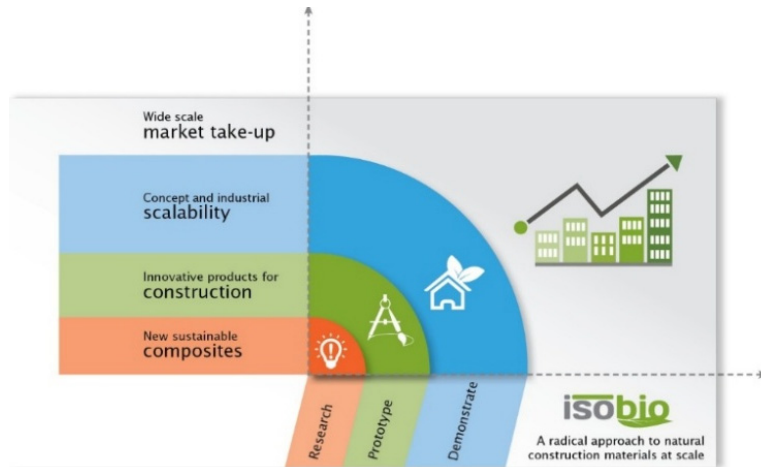 Wide scale
market take-up
Concept and industrial
scalability
Innovative products for
construction
New sustainable
composites
Research
Prototype
Demonstrate
isobio
A radical approach to natural
construction materials at scale